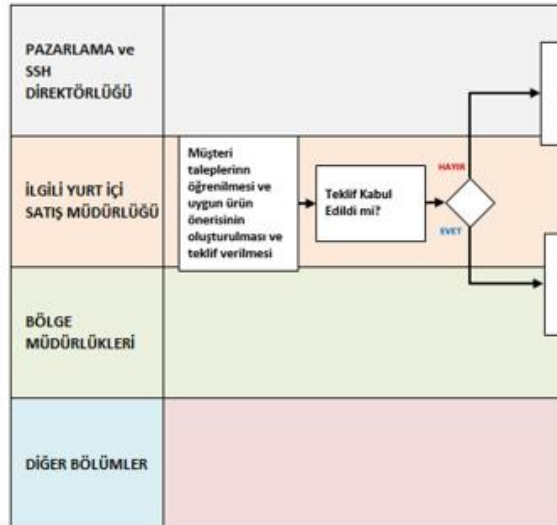 PAZARLAMA ve
SSH
DİREKTÖRLÜĞÜ
İLGİLİ YURT İÇİ
SATIŞ MÜDÜRLÜĞÜ
Müşteri
taleplerinn
öğrenilmesi ve
uygun ürün
önerisinin
oluşturulması ve
teklif verilmesi
Teklif Kabul
Edildi mi?
HAYIR
EVET
BÖLGE
MÜDÜRLÜKLERİ
DİĞER BÖLÜMLER